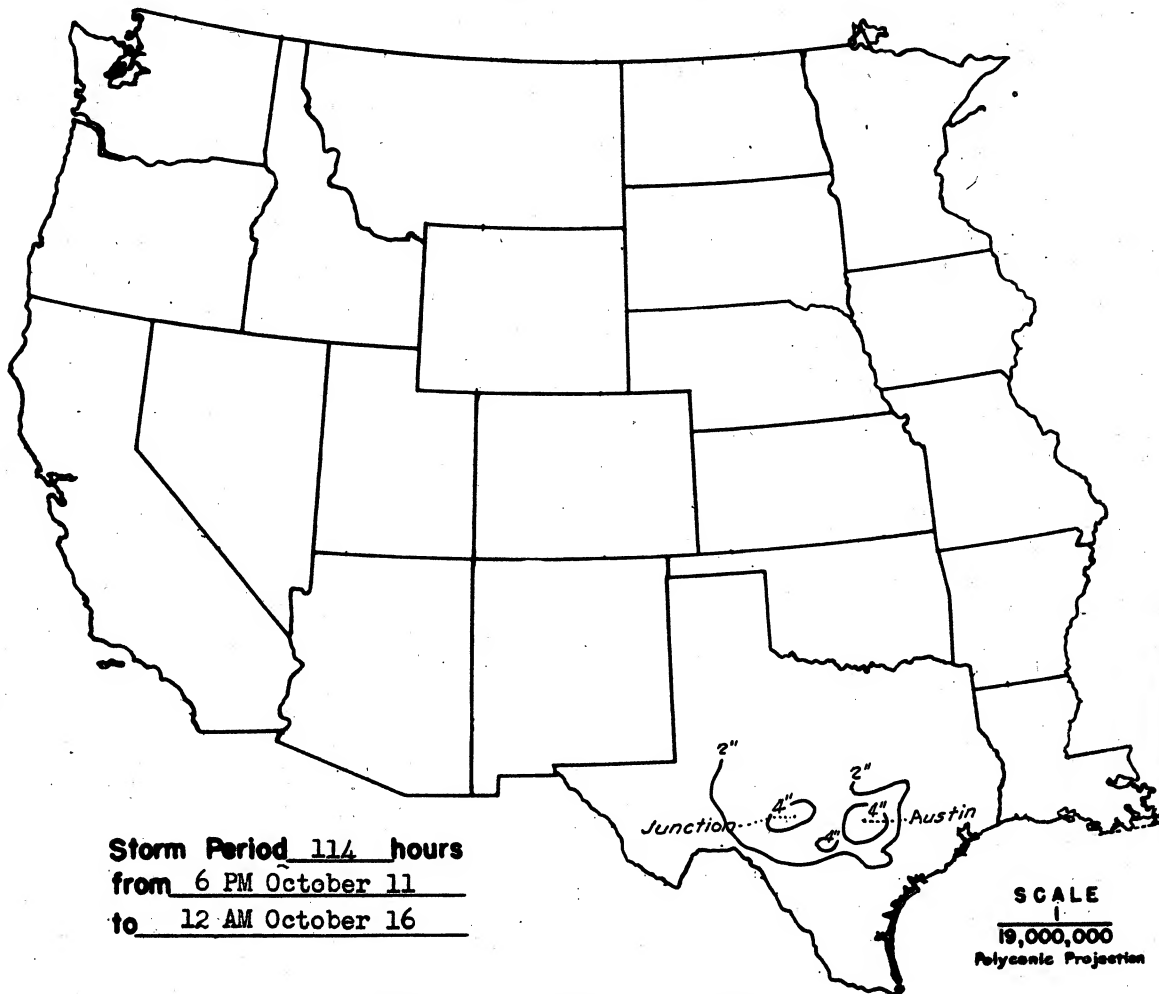 2"
2"
4"
4"
4"
Junction
Austin
Storm Period 114 hours
from 6 PM October 11
to 12 AM October 16
SCALE
1
19,000,000
Polyconic Projection